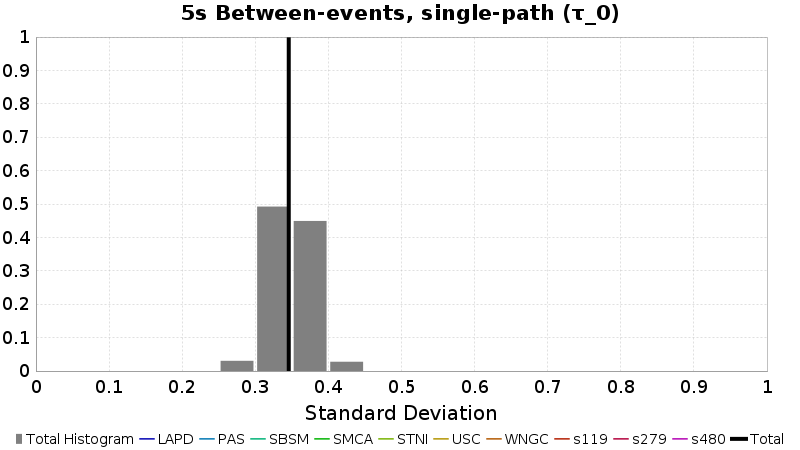 5s Between-events, single-path (τ_0)
1
0.9
0.8
0.7
0.6
0.5
0.4
0.3
0.2
0.1
0
0 0.1 0.2 0.3 0.4 0.5 0.6 0.7 0.8 0.9 1
Standard Deviation
Total Histogram LAPD PAS SBSM SMCA STNI USC WNGC s119 s279 s480 Total